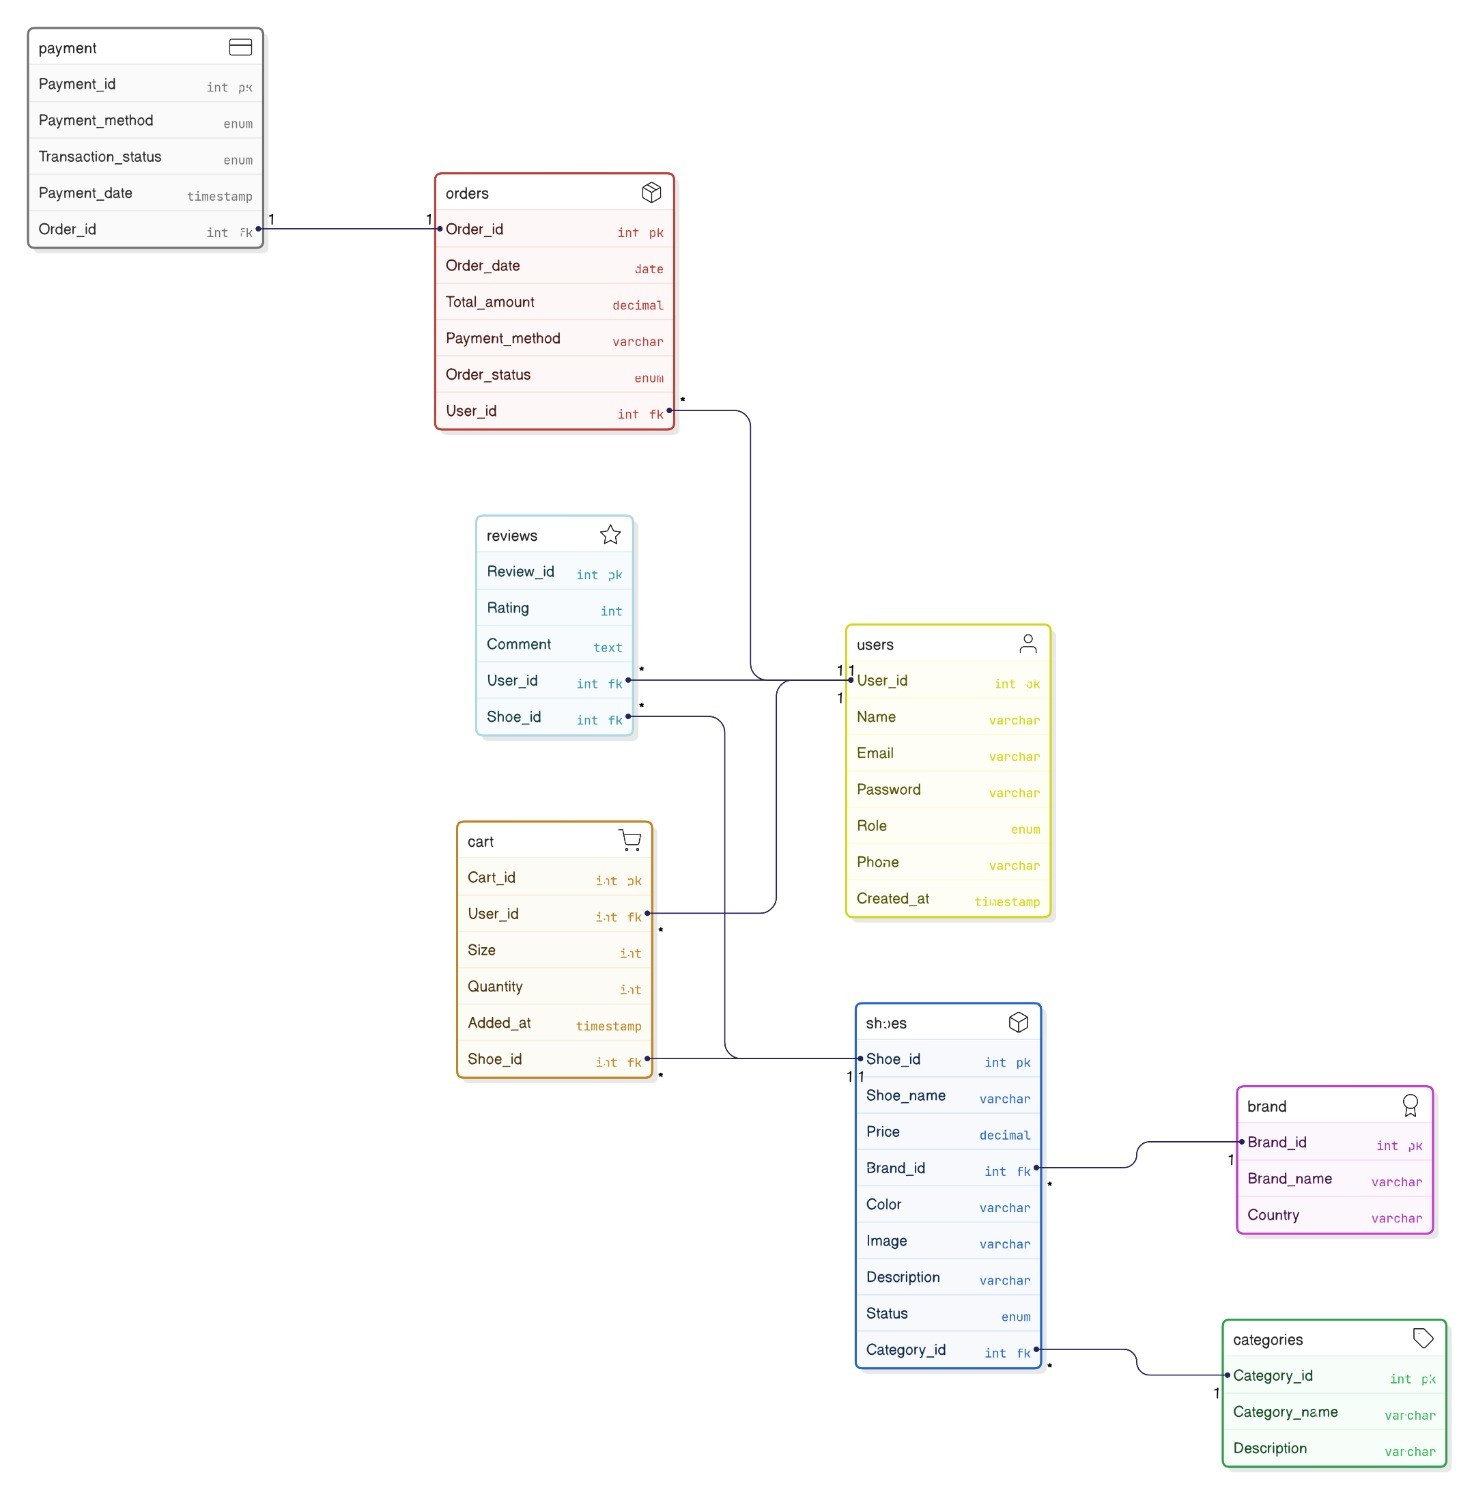 payment
Payment_id int pk
Payment_method enum
Transaction_status enum
Payment_date timestamp
Order_id int fk
1 1
orders
Order_id int pk
Order_date date
Total_amount decimal
Payment_method varchar
Order_status enum
User_id int fk
*
reviews
Review_id int pk
Rating int
Comment text
User_id int fk
*
Shoe_id int fk
*
users
1 1
User_id int pk
1
Name varchar
Email varchar
Password varchar
Role enum
Phone varchar
Created_at timestamp
cart
Cart_id int pk
User_id int fk
*
Size int
Quantity int
Added_at timestamp
Shoe_id int fk
*
shoes
Shoe_id int pk
1 1
Shoe_name varchar
Price decimal
Brand_id int fk
*
Color varchar
Image varchar
Description varchar
Status enum
Category_id int fk
*
brand
Brand_id int pk
1
Brand_name varchar
Country varchar
categories
Category_id int pk
1
Category_name varchar
Description varchar